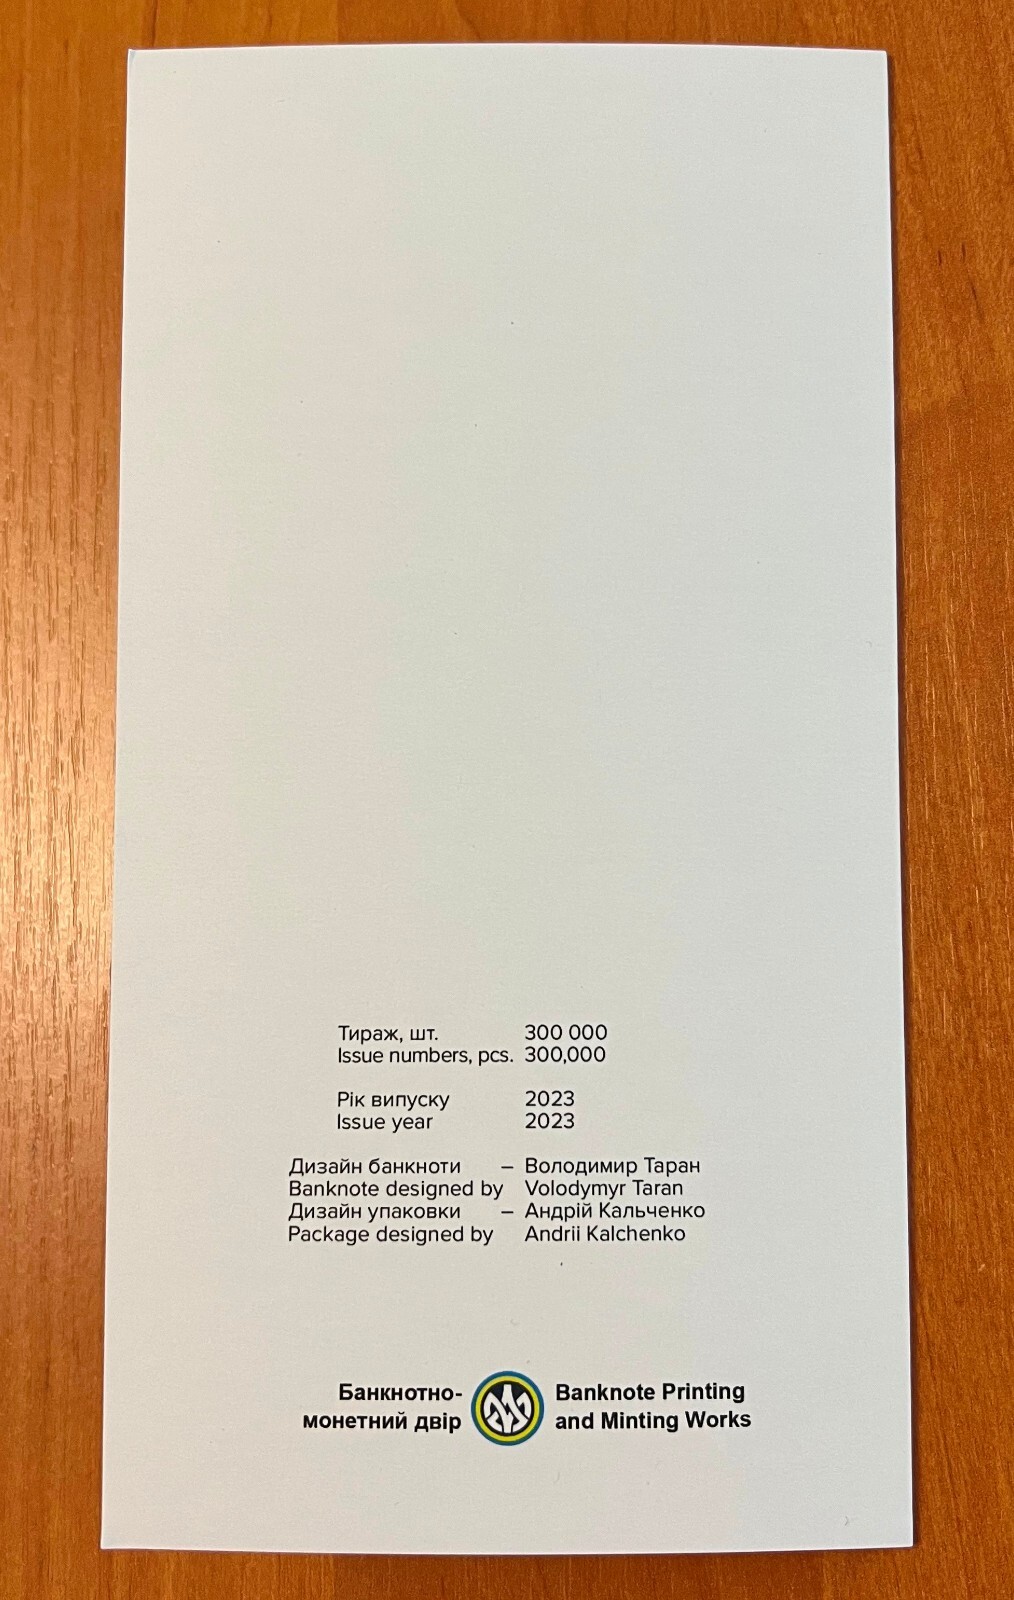 Тираж, шт. 300 000
Issue numbers, pcs. 300,000
Рік випуску 2023
Issue year 2023
Дизайн банкноти – Володимир Таран
Banknote designed by Volodymyr Taran
Дизайн упаковки – Андрій Кальченко
Package designed by Andrii Kalchenko
Банкнотно-
монетний двір
Banknote Printing
and Minting Works